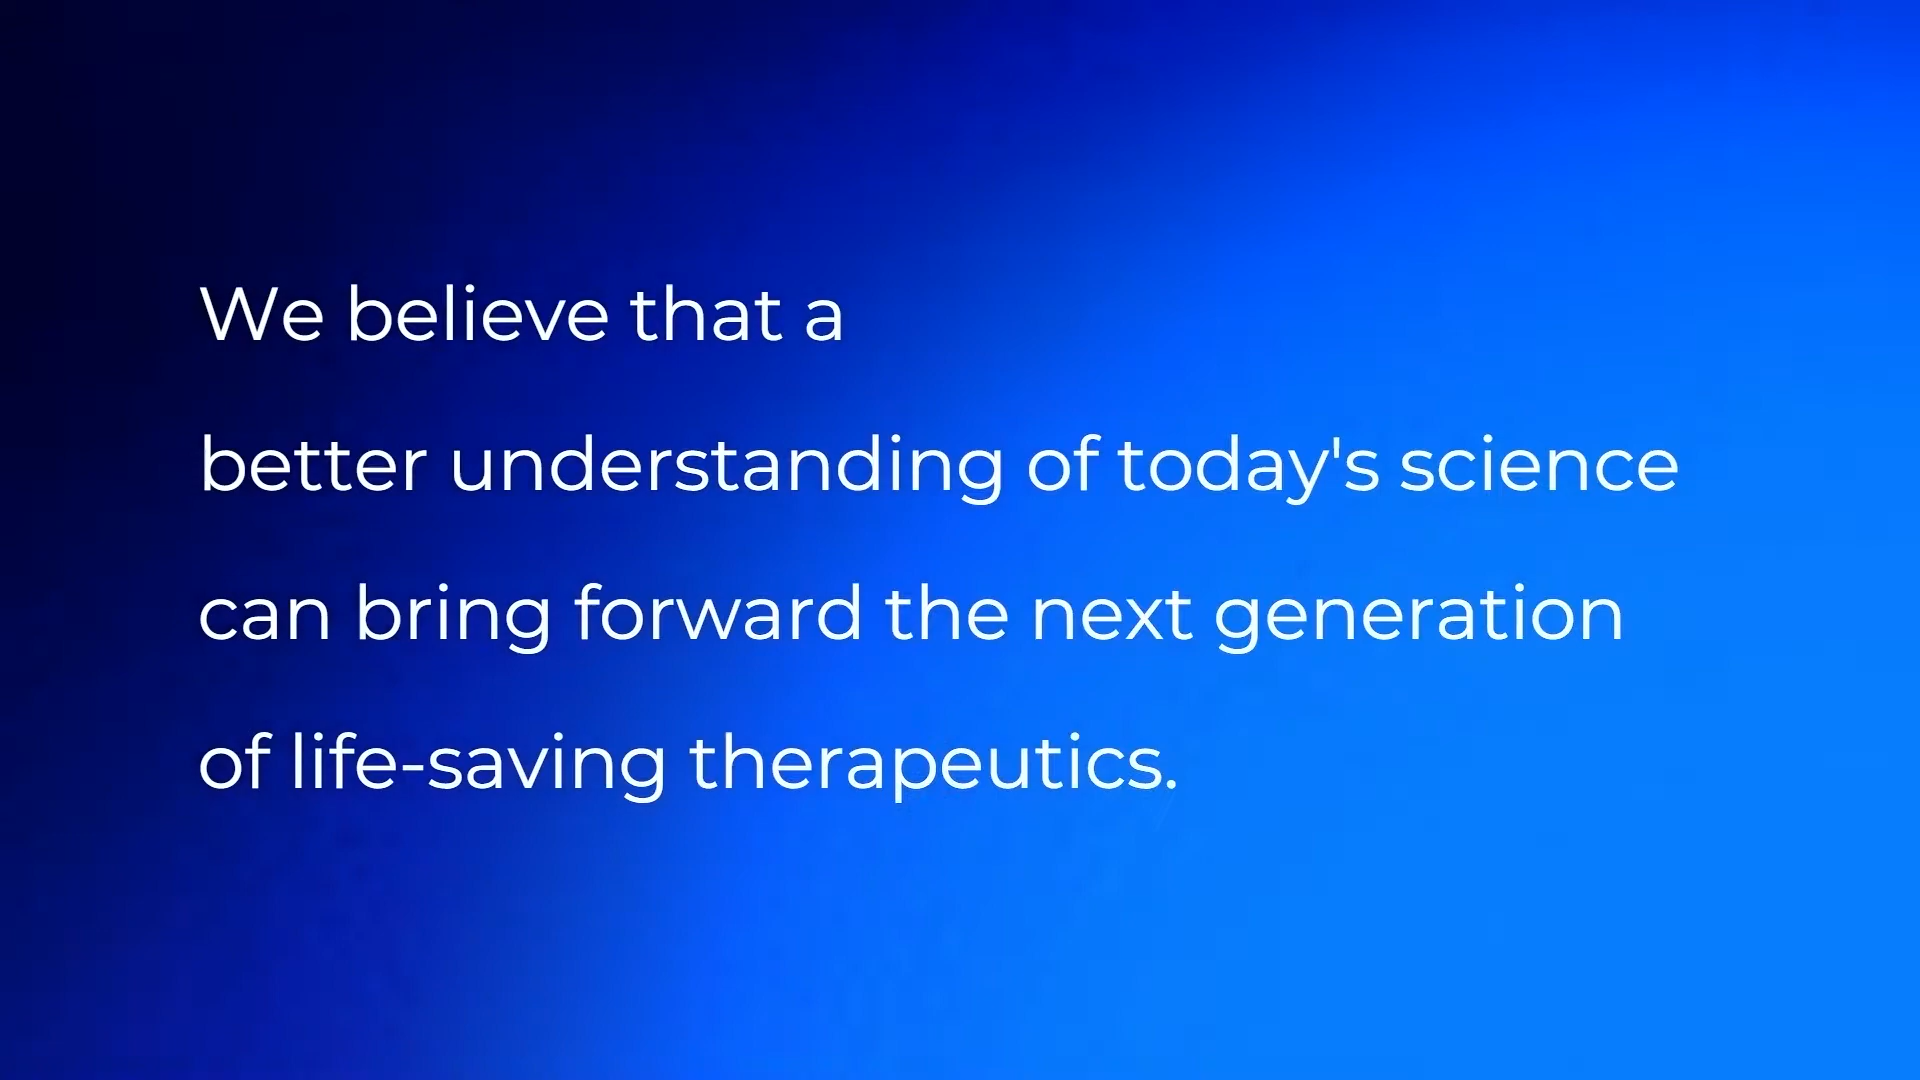 We believe that a
better understanding of today's science
can bring forward the next generation
of life-saving therapeutics.